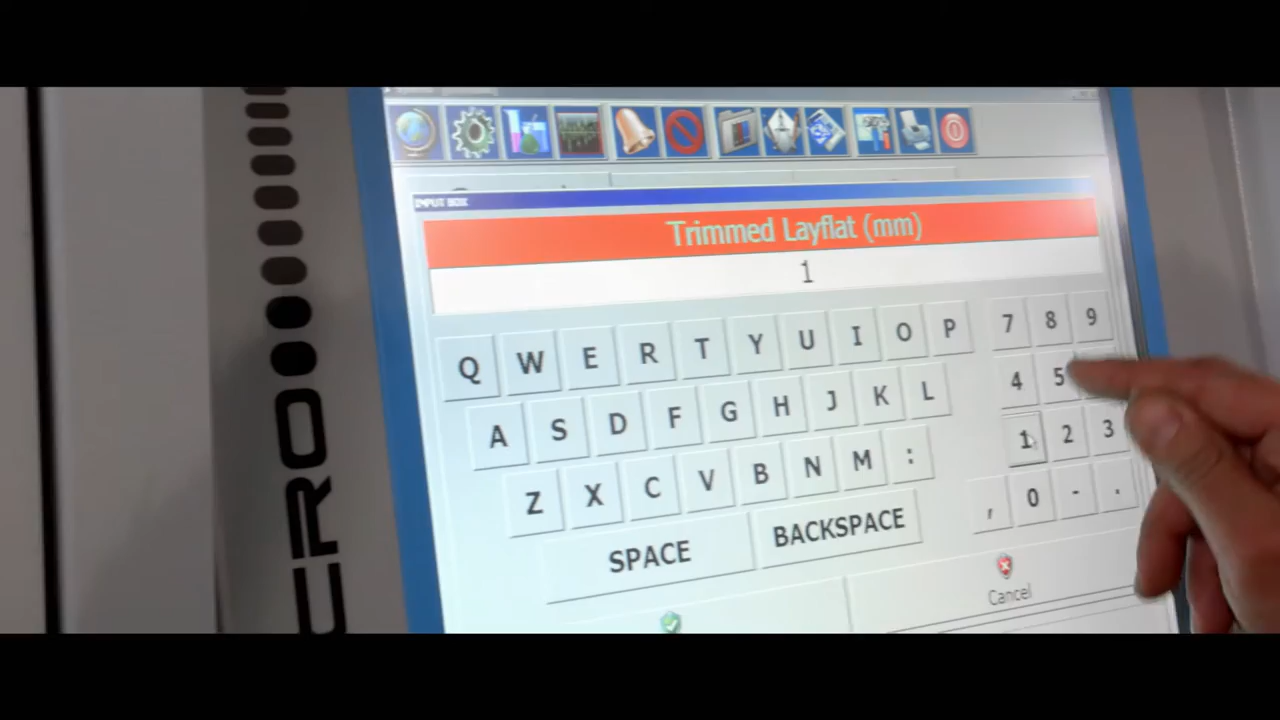 INPUT BOX
Trimmed Layflat (mm)
1
Q W E R T Y U I O P 7 8 9
A S D F G H J K L 4 5
Z X C V B N M : 1 2 3
SPACE BACKSPACE , 0 - .
Cancel
CRO